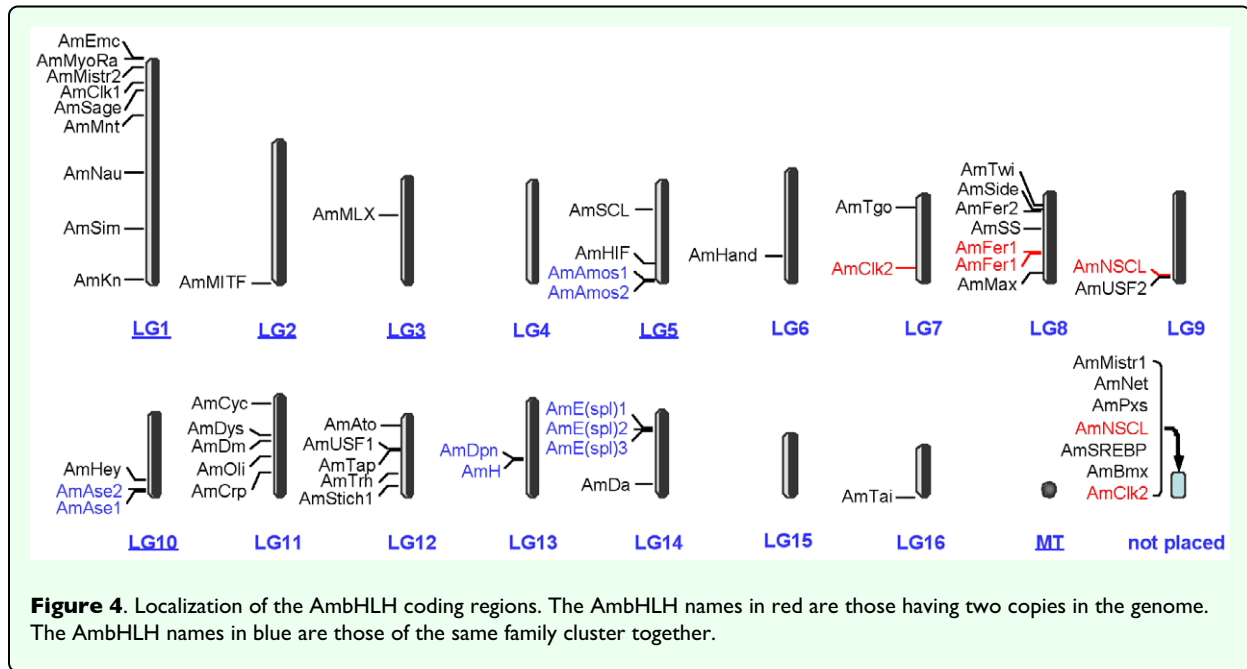 AmEmc
AmMyoRa
AmMistr2
AmClk1
AmSage
AmMnt
AmNau
AmSim
AmKn
LG1
AmMITF
LG2
AmMLX
LG3
LG4
AmSCL
AmHIF
AmAmos1
AmAmos2
LG5
AmHand
LG6
AmTgo
AmClk2
LG7
AmTwi
AmSide
AmFer2
AmSS
AmFer1
AmFer1
AmMax
LG8
AmNSCL
AmUSF2
LG9
AmHey
AmAse2
AmAse1
LG10
AmCyc
AmDys
AmDm
AmOli
AmCrp
LG11
AmAto
AmUSF1
AmTap
AmTrh
AmStich1
LG12
AmDpn
AmH
LG13
AmE(spl)1
AmE(spl)2
AmE(spl)3
AmDa
LG14
LG15
AmTai
LG16
MT
AmMistr1
AmNet
AmPxs
AmNSCL
AmSREBP
AmBmx
AmClk2
not placed
Figure 4. Localization of the AmbHLH coding regions. The AmbHLH names in red are those having two copies in the genome.
The AmbHLH names in blue are those of the same family cluster together.